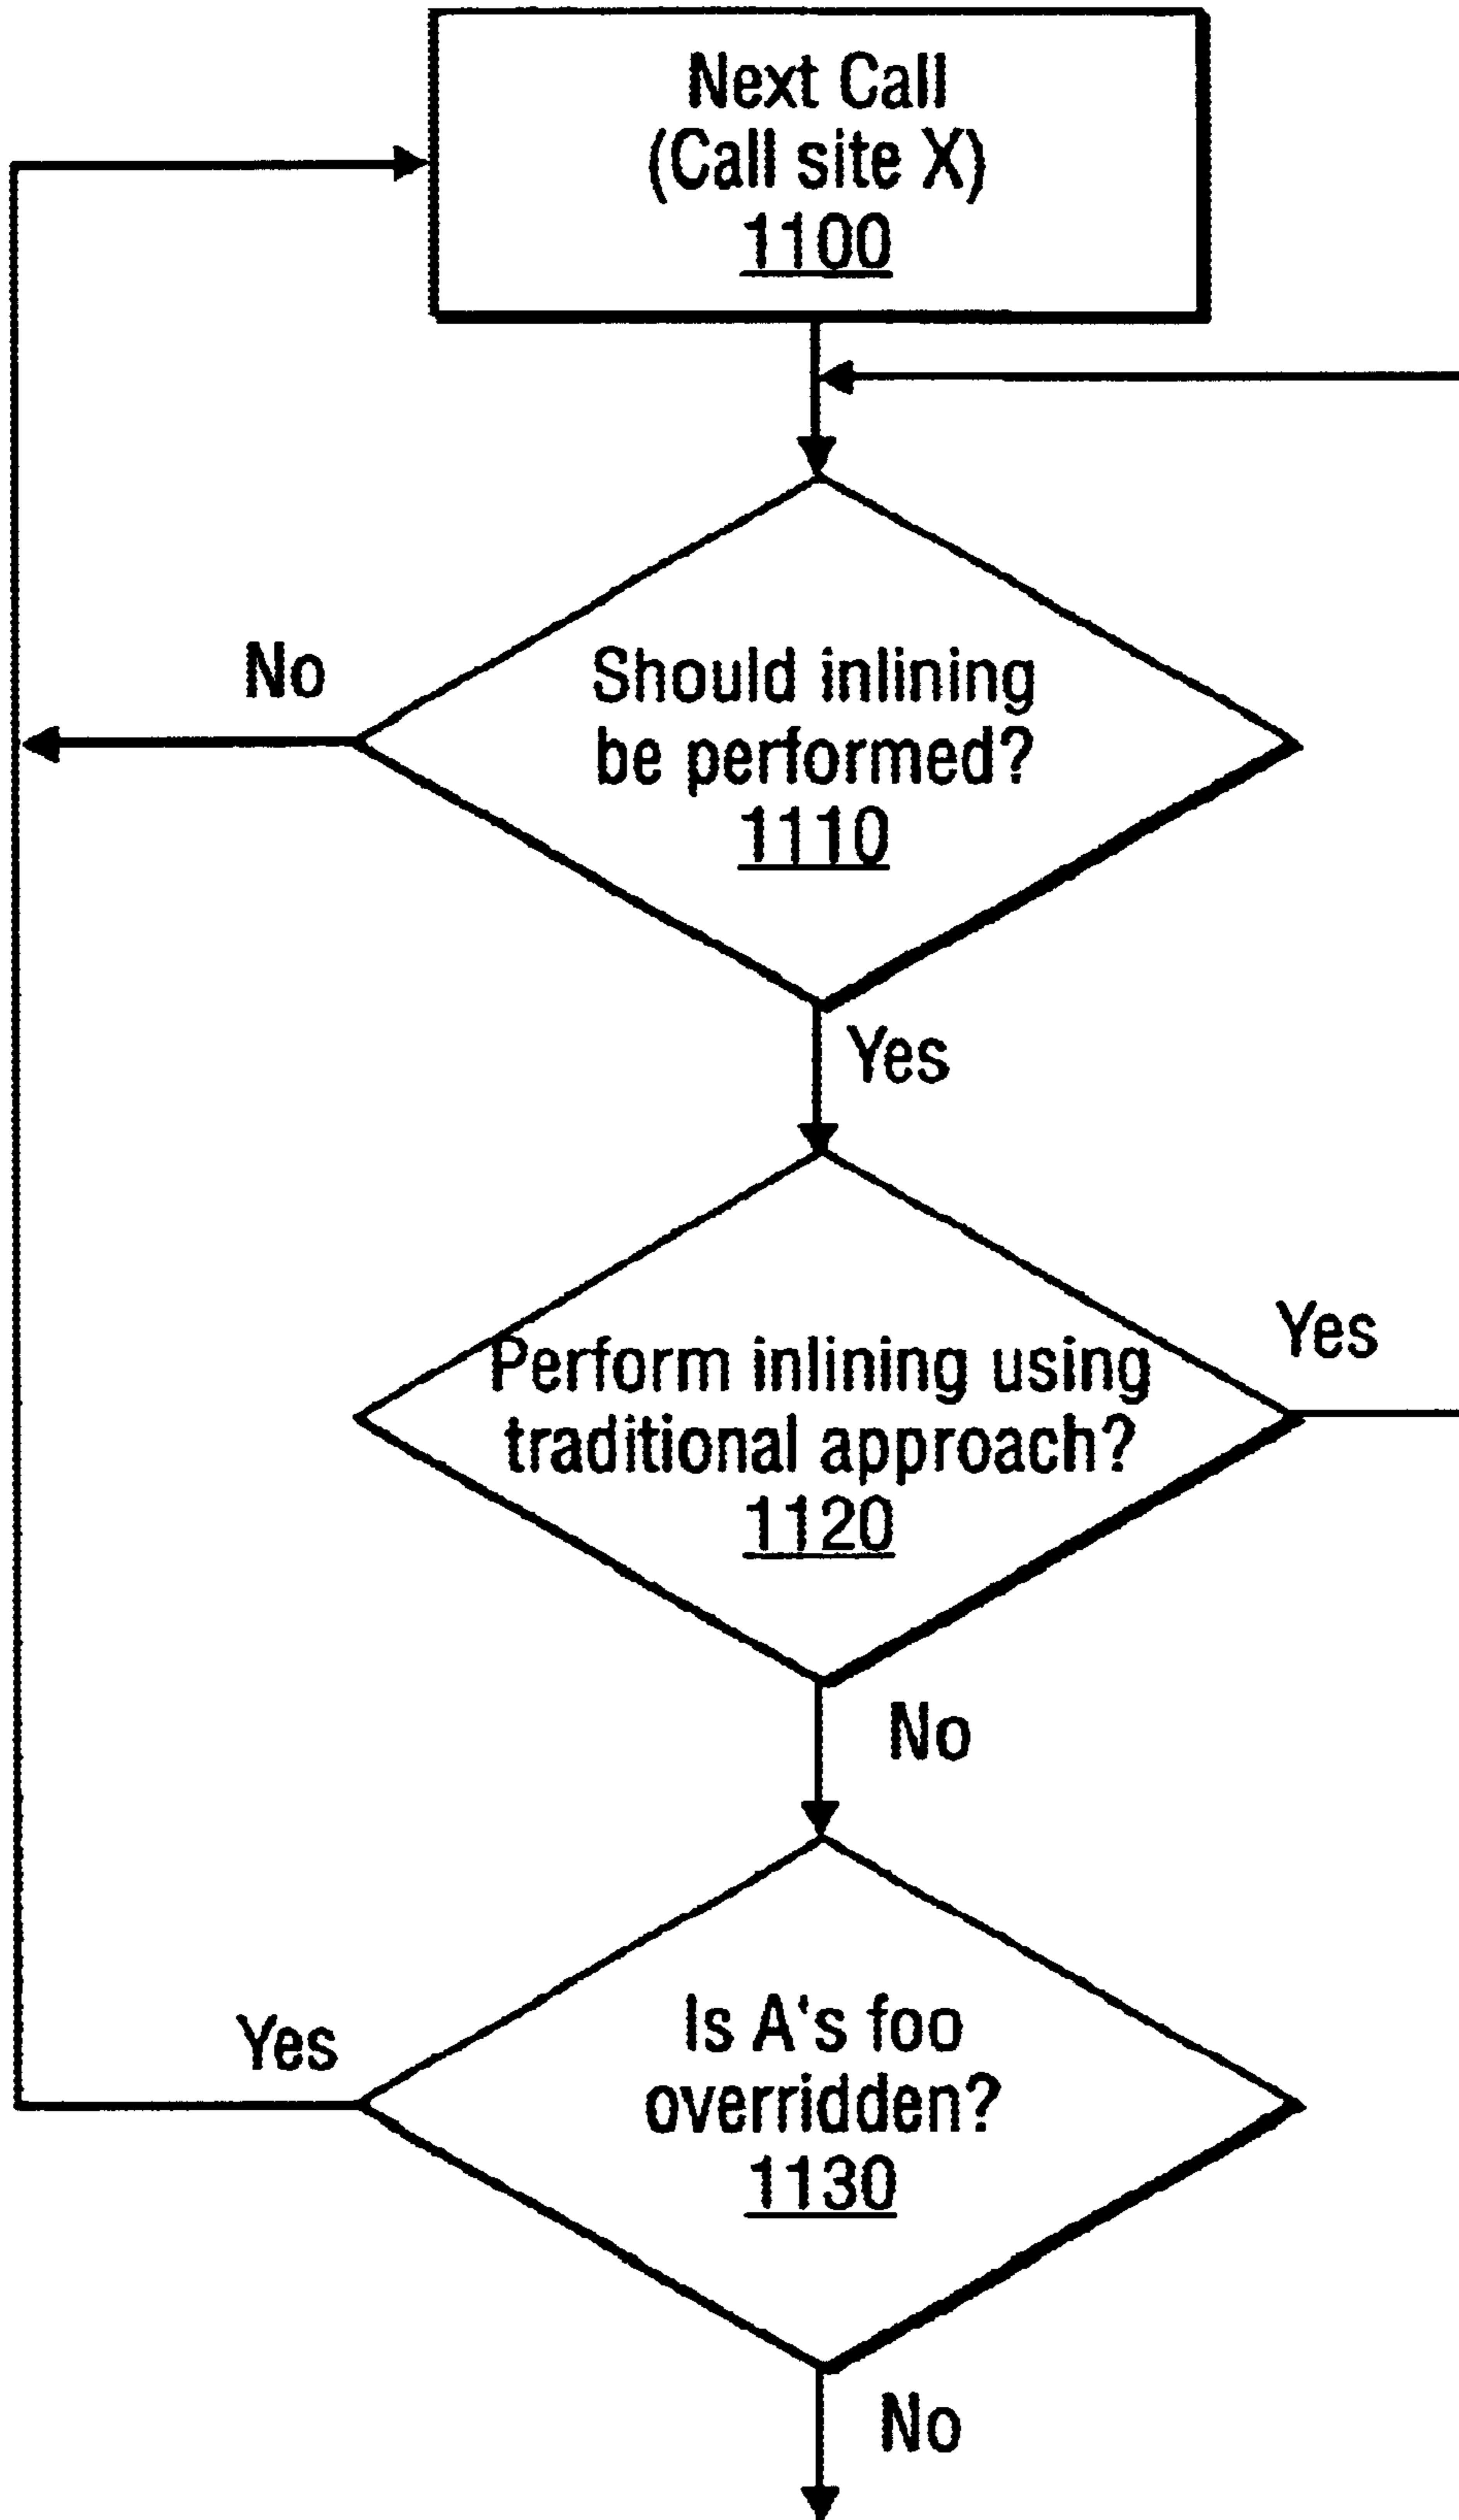 Next Call
(Call site X)
1100
No
Should inlining
be performed?
1110
Yes
Perform inlining using
traditional approach?
1120
Yes
No
Yes
Is A's foo
overridden?
1130
No